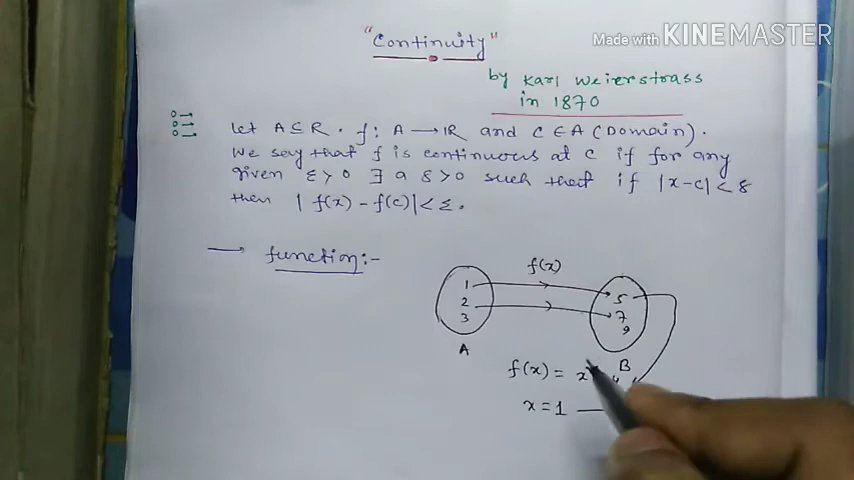 "Continuity"
Made with KINEMASTER
by Karl Weierstrass
in 1870
Let A ⊆ R. f: A → IR and C ∈ A (Domain).
We say that f is continuous at c if for any
given ε > 0 ∃ a δ > 0 such that if |x-c| < δ
then |f(x) - f(c)| < ε.
→ function:-
f(x)
1 5
2 7
3 9
A B
f(x) =
x = 1